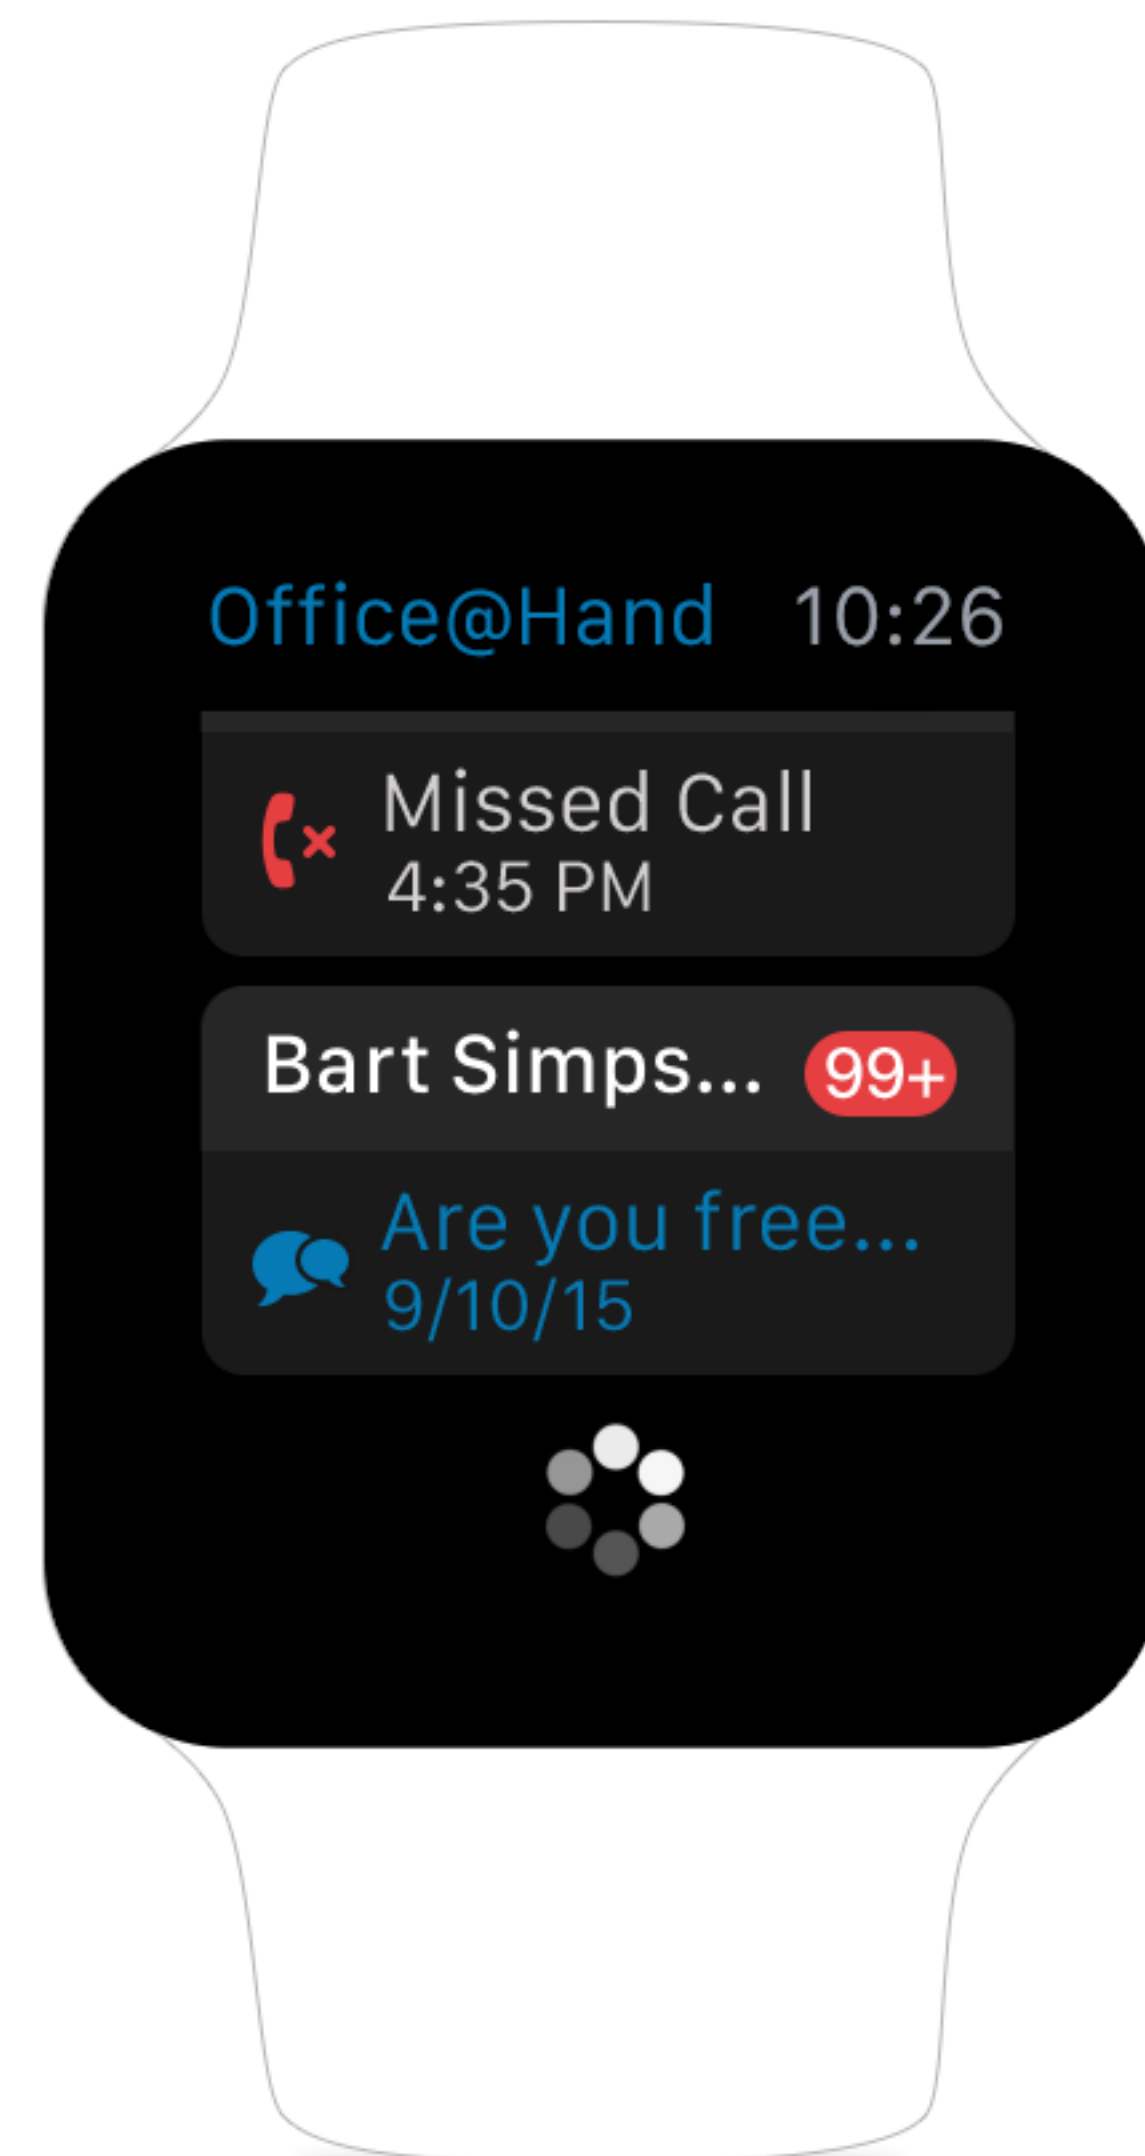 Office@Hand 10:26
Missed Call
4:35 PM
Bart Simps... 99+
Are you free...
9/10/15